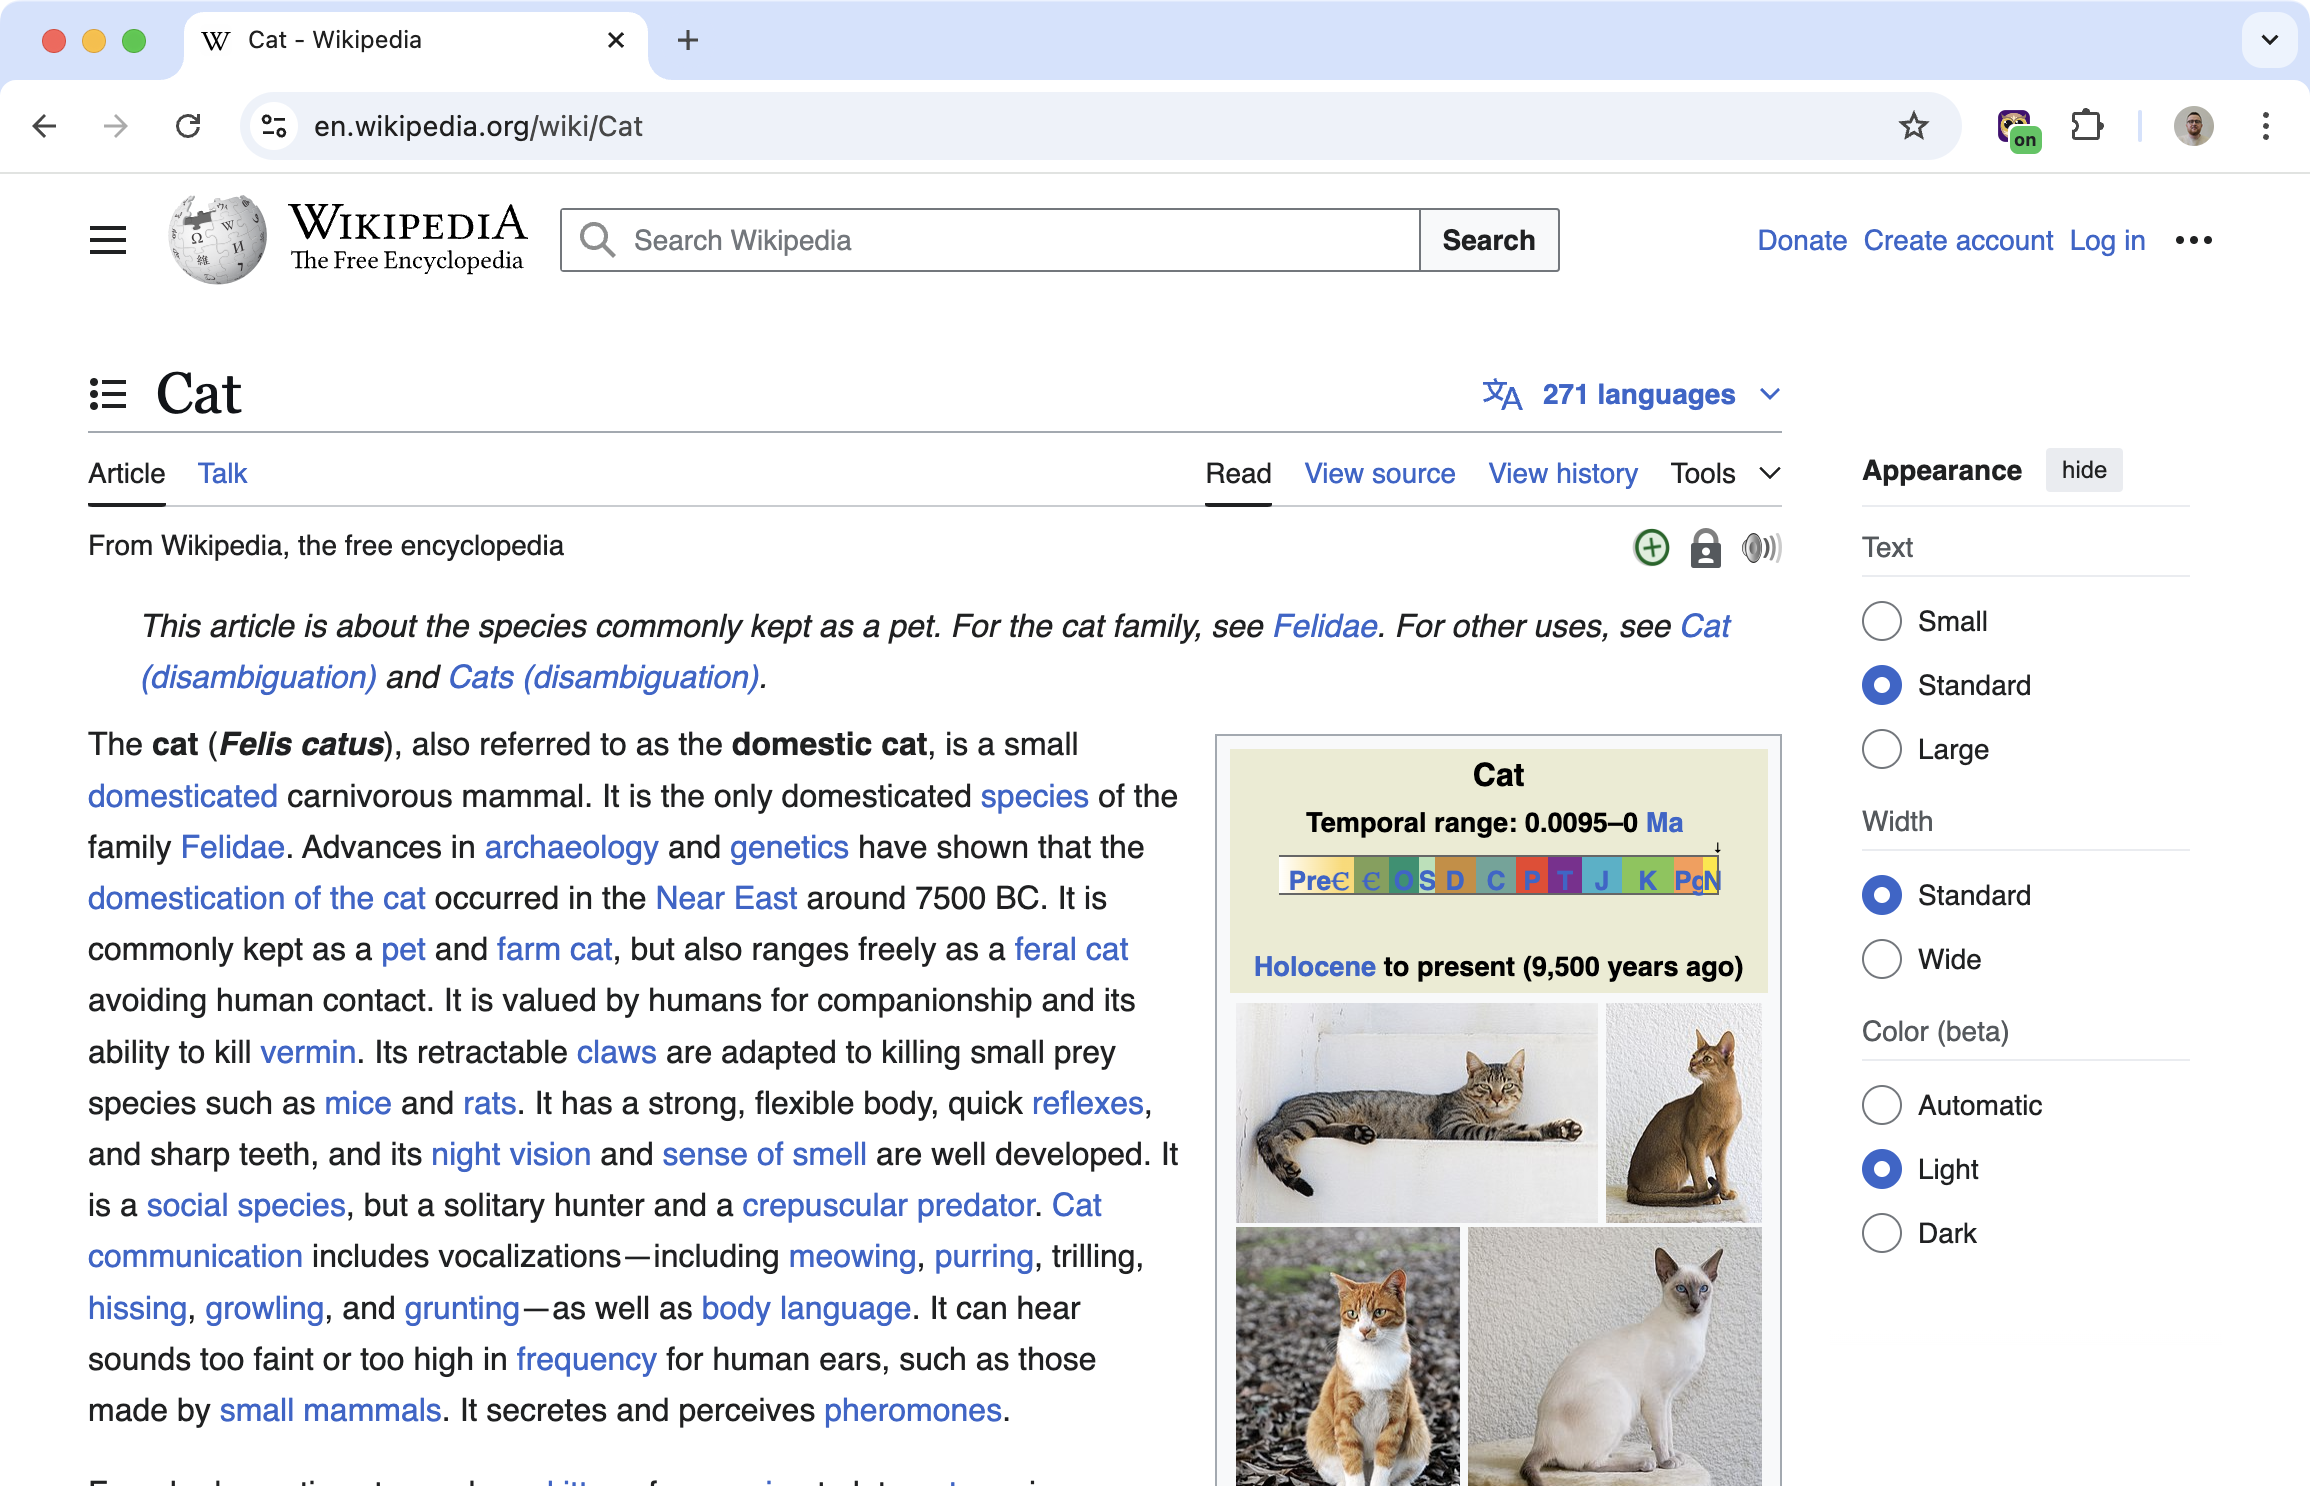 Cat - Wikipedia
en.wikipedia.org/wiki/Cat
on
WIKIPEDIA
The Free Encyclopedia
Search Wikipedia
Search
Donate Create account Log in
Cat
271 languages
Article Talk
Read View source View history Tools
From Wikipedia, the free encyclopedia
This article is about the species commonly kept as a pet. For the cat family, see Felidae. For other uses, see Cat
(disambiguation) and Cats (disambiguation).
The cat (Felis catus), also referred to as the domestic cat, is a small
domesticated carnivorous mammal. It is the only domesticated species of the
family Felidae. Advances in archaeology and genetics have shown that the
domestication of the cat occurred in the Near East around 7500 BC. It is
commonly kept as a pet and farm cat, but also ranges freely as a feral cat
avoiding human contact. It is valued by humans for companionship and its
ability to kill vermin. Its retractable claws are adapted to killing small prey
species such as mice and rats. It has a strong, flexible body, quick reflexes,
and sharp teeth, and its night vision and sense of smell are well developed. It
is a social species, but a solitary hunter and a crepuscular predator. Cat
communication includes vocalizations—including meowing, purring, trilling,
hissing, growling, and grunting—as well as body language. It can hear
sounds too faint or too high in frequency for human ears, such as those
made by small mammals. It secretes and perceives pheromones.
Cat
Temporal range: 0.0095–0 Ma
↓
PreЄ Є O S D C P T J K Pg N
Holocene to present (9,500 years ago)
Appearance hide
Text
Small
Standard
Large
Width
Standard
Wide
Color (beta)
Automatic
Light
Dark